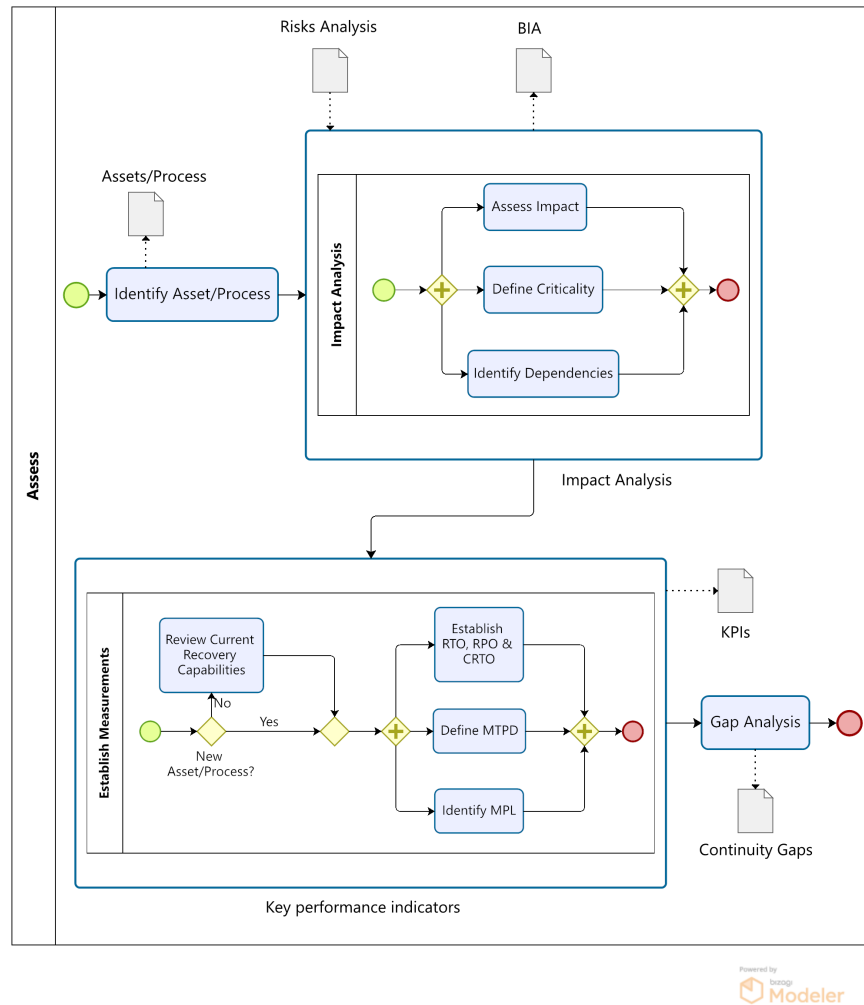 Risks Analysis
BIA
Assets/Process
Identify Asset/Process
Impact Analysis
Assess Impact
Define Criticality
Identify Dependencies
Impact Analysis
Assess
Establish Measurements
Review Current
Recovery
Capabilities
No
Yes
New
Asset/Process?
Establish
RTO, RPO &
CRTO
Define MTPD
Identify MPL
KPIs
Gap Analysis
Continuity Gaps
Key performance indicators
Powered by
bizagi
Modeler